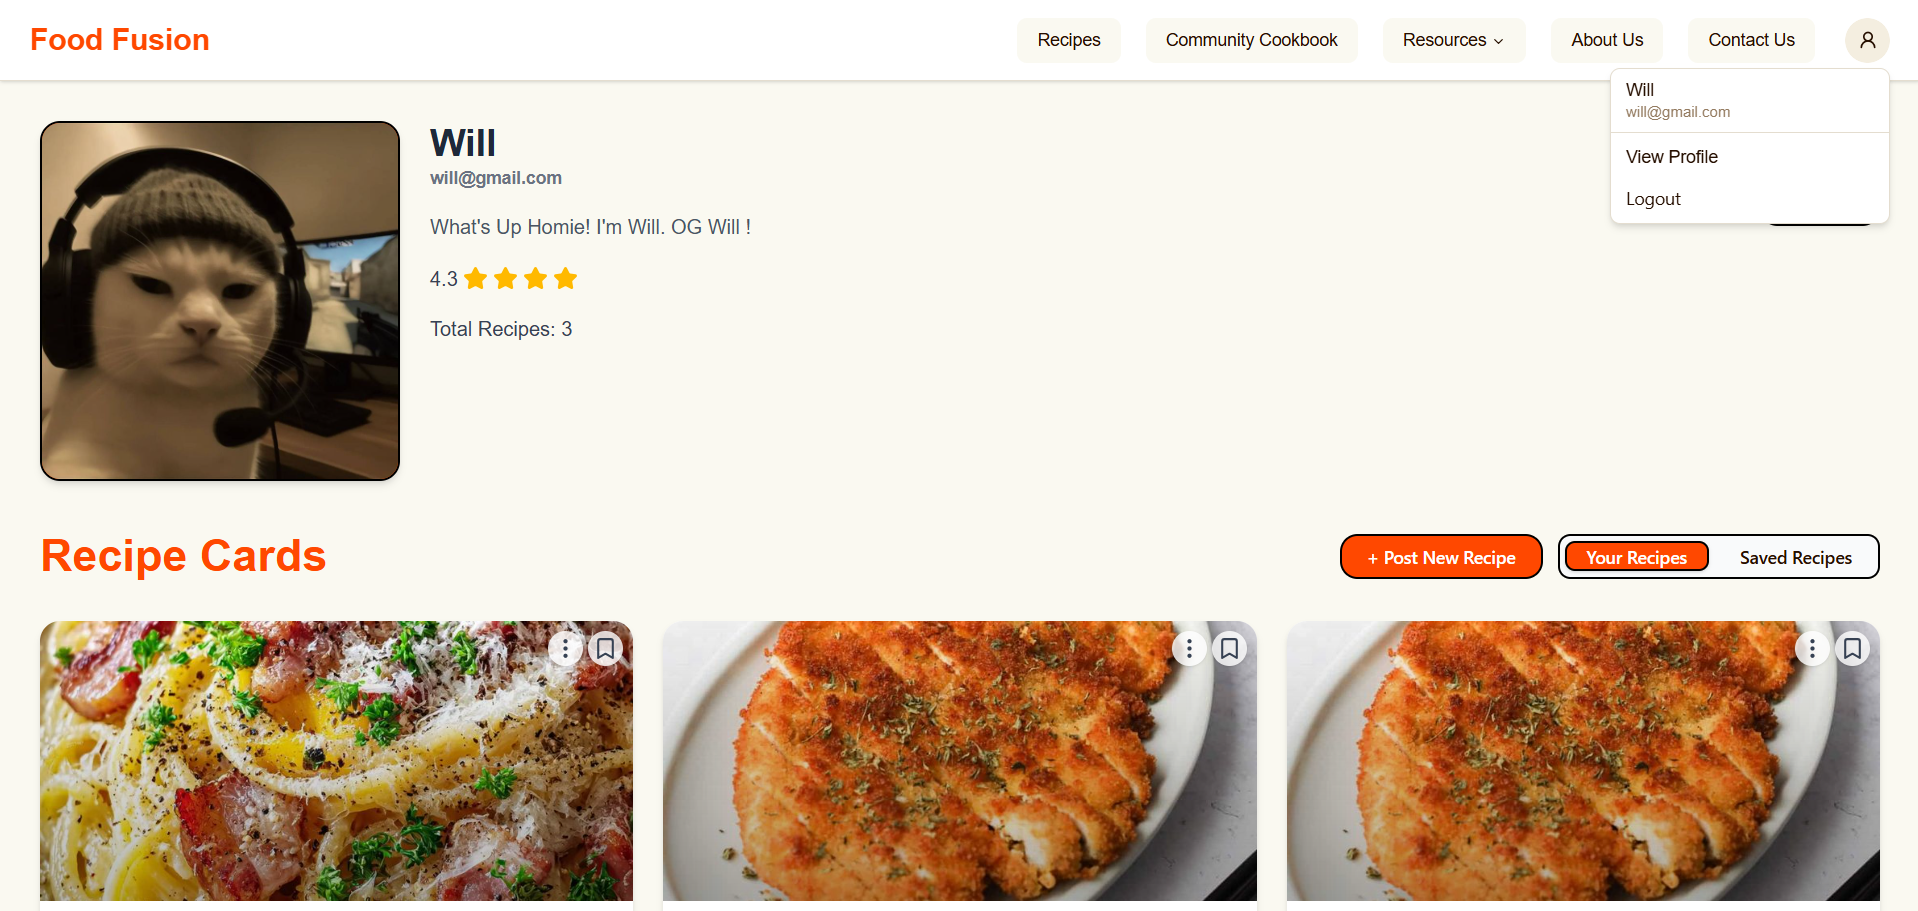 Food Fusion
Recipes
Community Cookbook
Resources
About Us
Contact Us
Will
will@gmail.com
View Profile
Logout
Will
will@gmail.com
What's Up Homie! I'm Will. OG Will !
4.3
Total Recipes: 3
Recipe Cards
+ Post New Recipe
Your Recipes
Saved Recipes